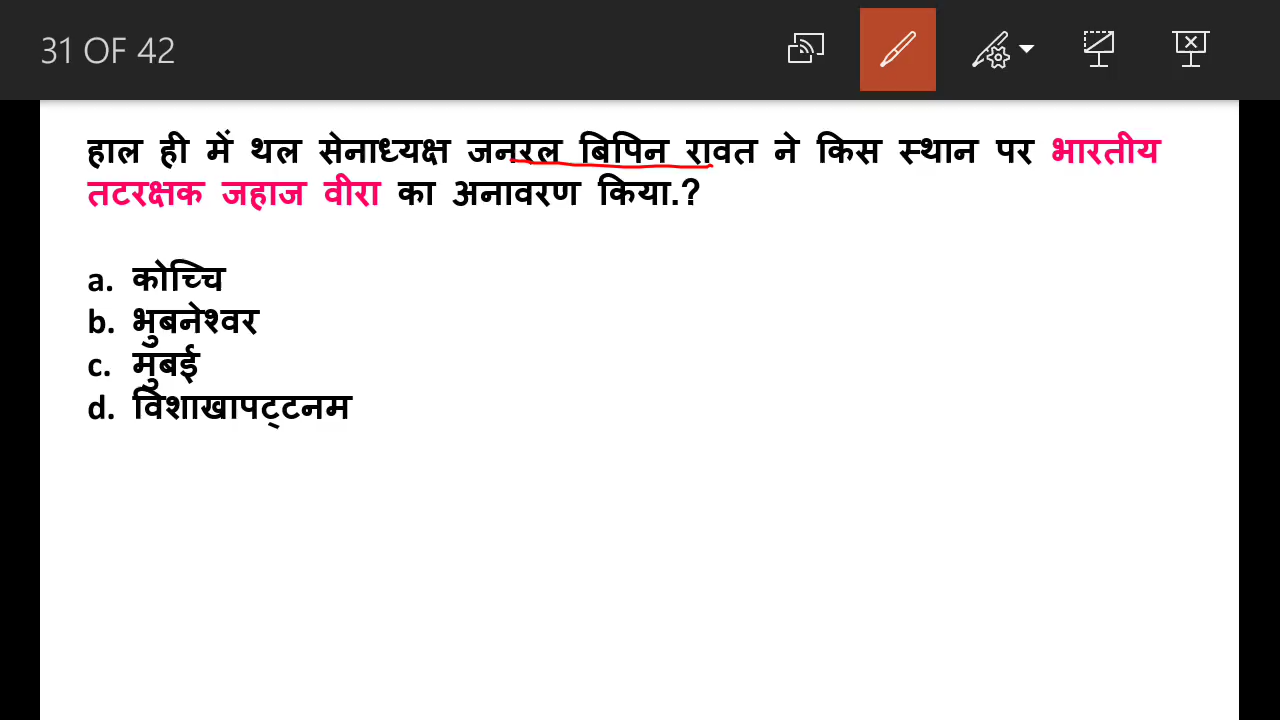 31 OF 42
हाल ही में थल सेनाध्यक्ष जनरल बिपिन रावत ने किस स्थान पर भारतीय
तटरक्षक जहाज वीरा का अनावरण किया.?
a. कोच्चि
b. भुबनेश्वर
c. मुबई
d. विशाखापट्टनम